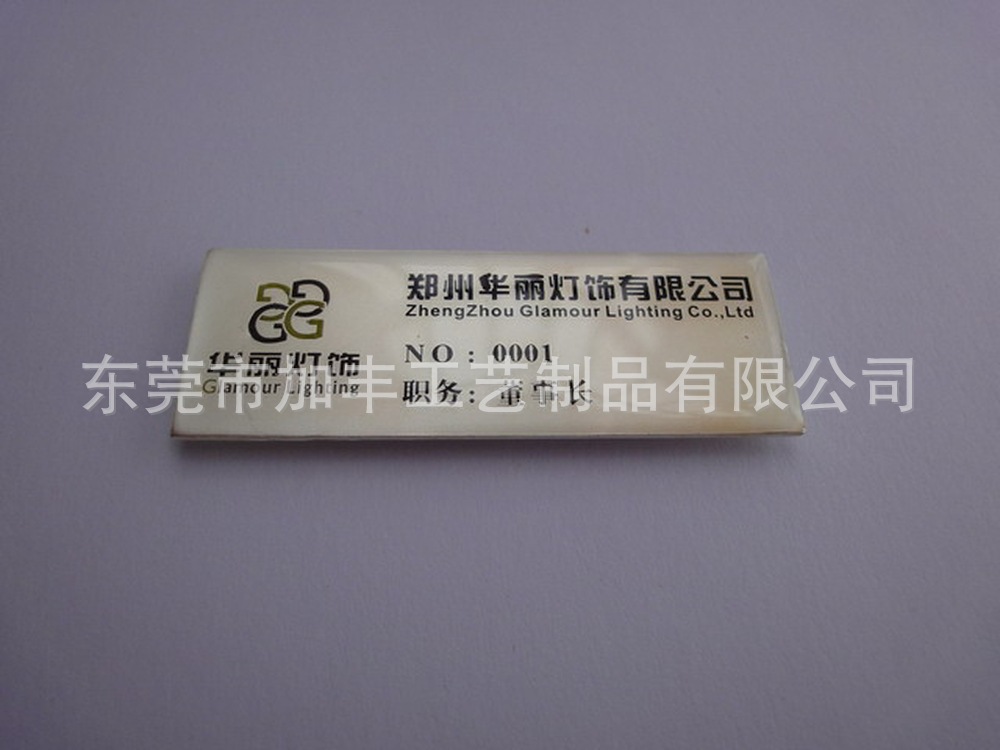 郑州华丽灯饰有限公司
ZhengZhou Glamour Lighting Co.,Ltd
GGGG
华丽灯饰
Glamour Lighting
NO: 0001
职务: 董事长
东莞市加丰工艺制品有限公司